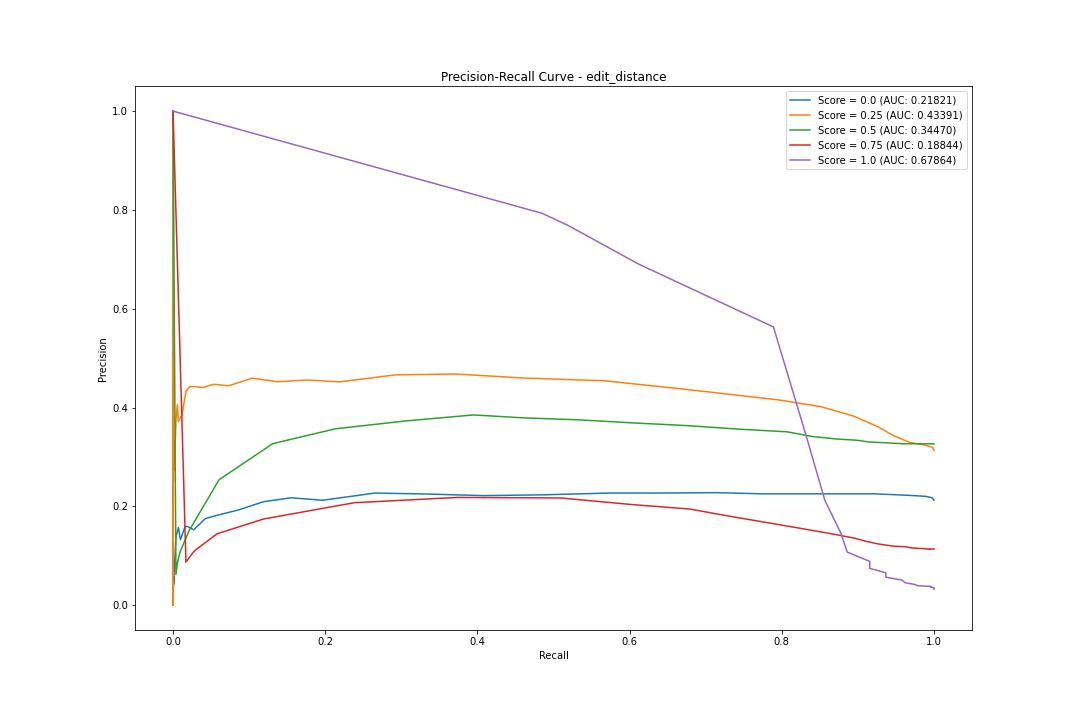 Precision-Recall Curve - edit_distance
Score = 0.0 (AUC: 0.21821)
Score = 0.25 (AUC: 0.43391)
Score = 0.5 (AUC: 0.34470)
Score = 0.75 (AUC: 0.18844)
Score = 1.0 (AUC: 0.67864)
1.0
0.8
0.6
0.4
0.2
0.0
Precision
0.0 0.2 0.4 0.6 0.8 1.0
Recall